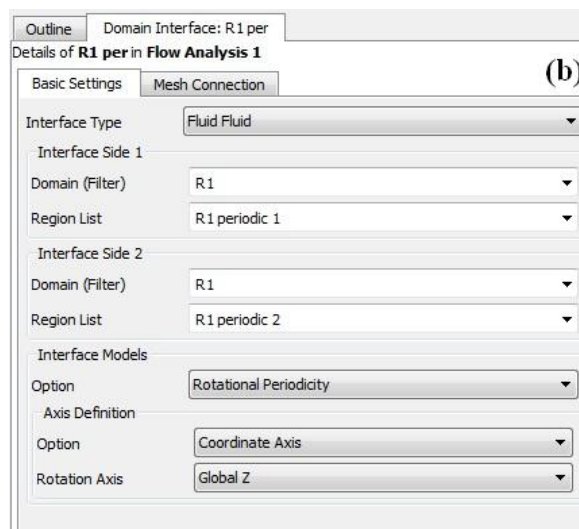 Outline Domain Interface: R1 per
Details of R1 per in Flow Analysis 1
(b)
Basic Settings Mesh Connection
Interface Type Fluid Fluid
Interface Side 1
Domain (Filter) R1
Region List R1 periodic 1
Interface Side 2
Domain (Filter) R1
Region List R1 periodic 2
Interface Models
Option Rotational Periodicity
Axis Definition
Option Coordinate Axis
Rotation Axis Global Z